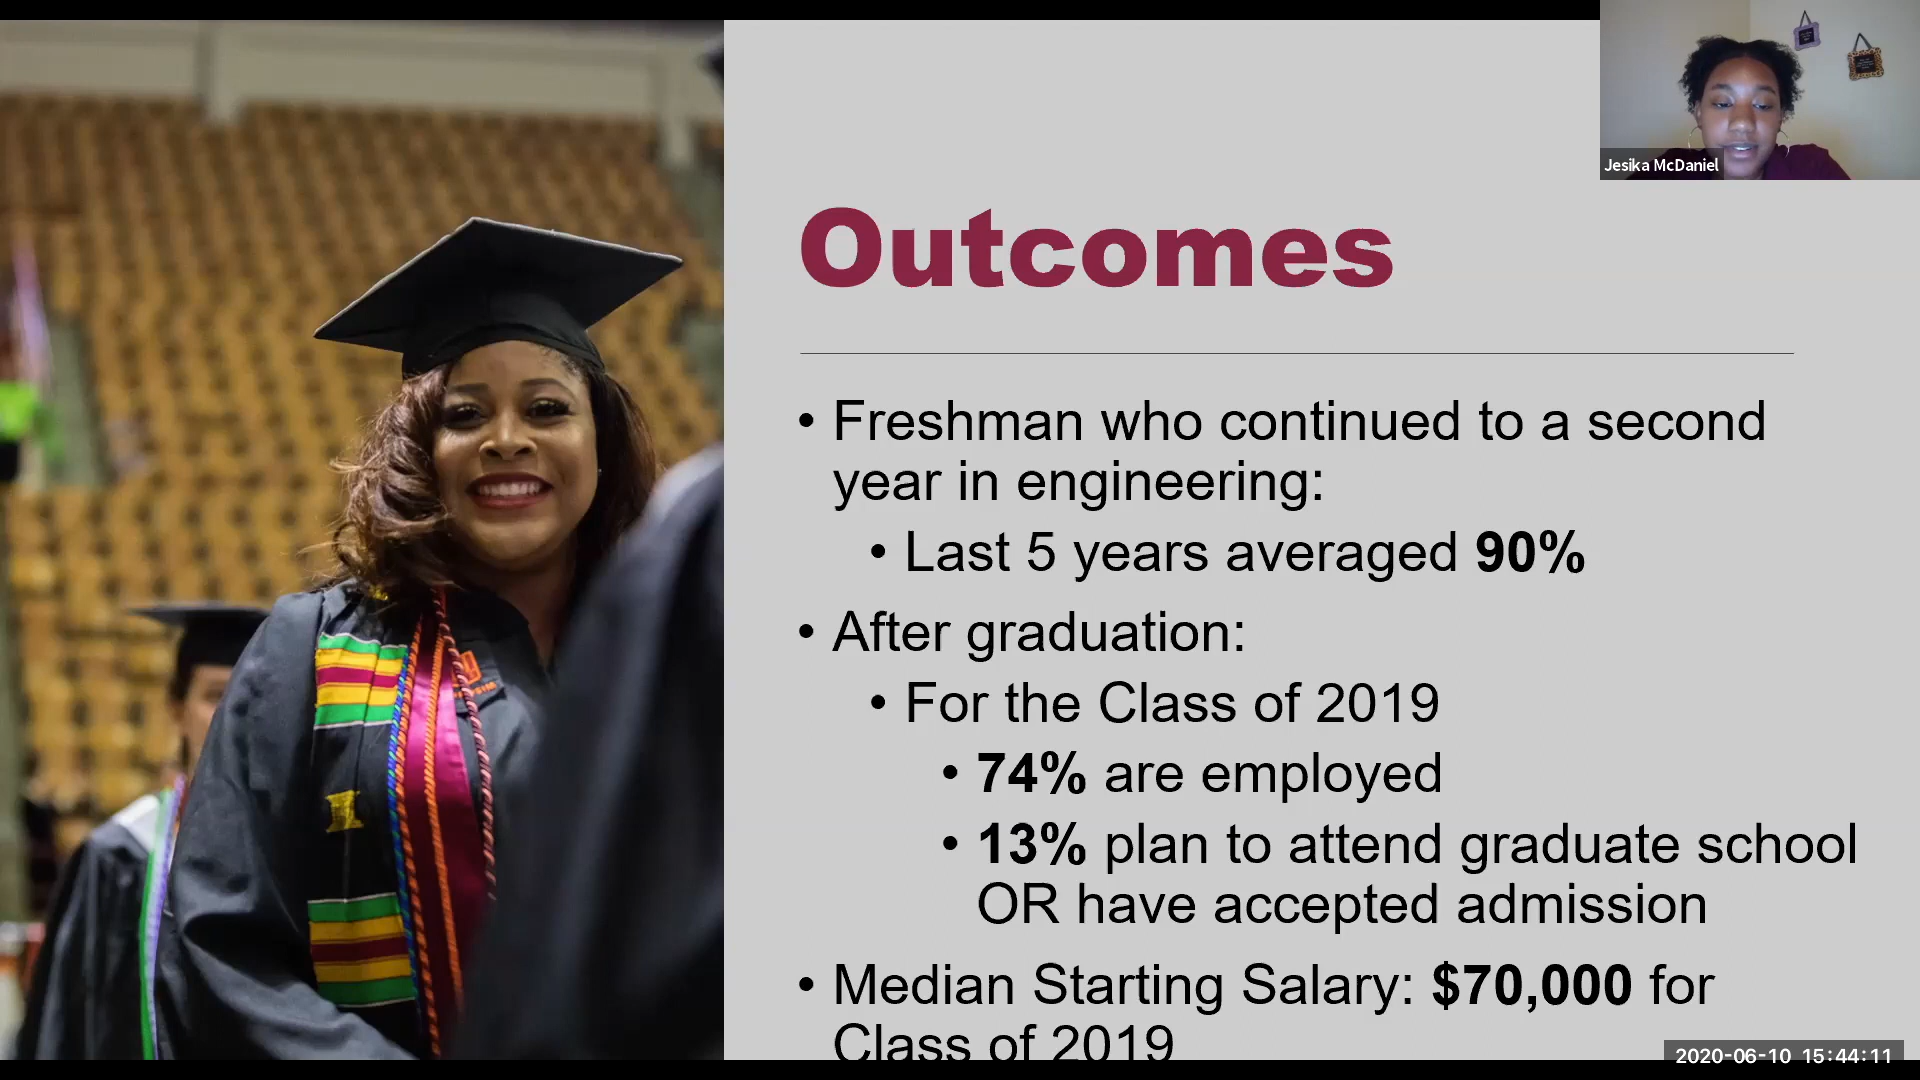 Jesika McDaniel
Outcomes
• Freshman who continued to a second
year in engineering:
• Last 5 years averaged 90%
• After graduation:
• For the Class of 2019
• 74% are employed
• 13% plan to attend graduate school
OR have accepted admission
• Median Starting Salary: $70,000 for
Class of 2019
2020-06-10 15:44:11